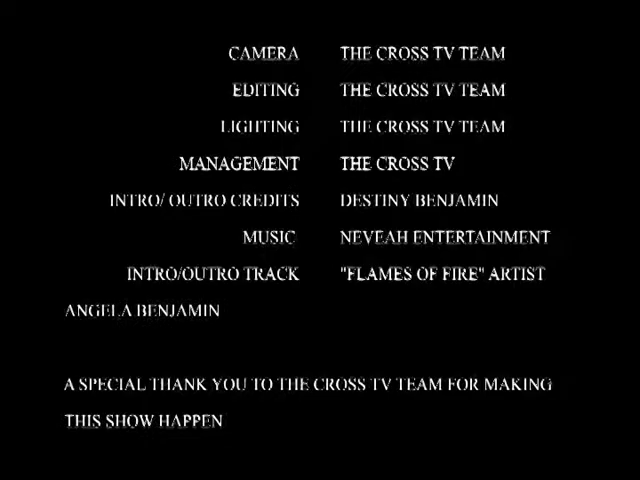 CAMERA THE CROSS TV TEAM
EDITING THE CROSS TV TEAM
LIGHTING THE CROSS TV TEAM
MANAGEMENT THE CROSS TV
INTRO/ OUTRO CREDITS DESTINY BENJAMIN
MUSIC NEVEAH ENTERTAINMENT
INTRO/OUTRO TRACK "FLAMES OF FIRE" ARTIST
ANGELA BENJAMIN
A SPECIAL THANK YOU TO THE CROSS TV TEAM FOR MAKING
THIS SHOW HAPPEN